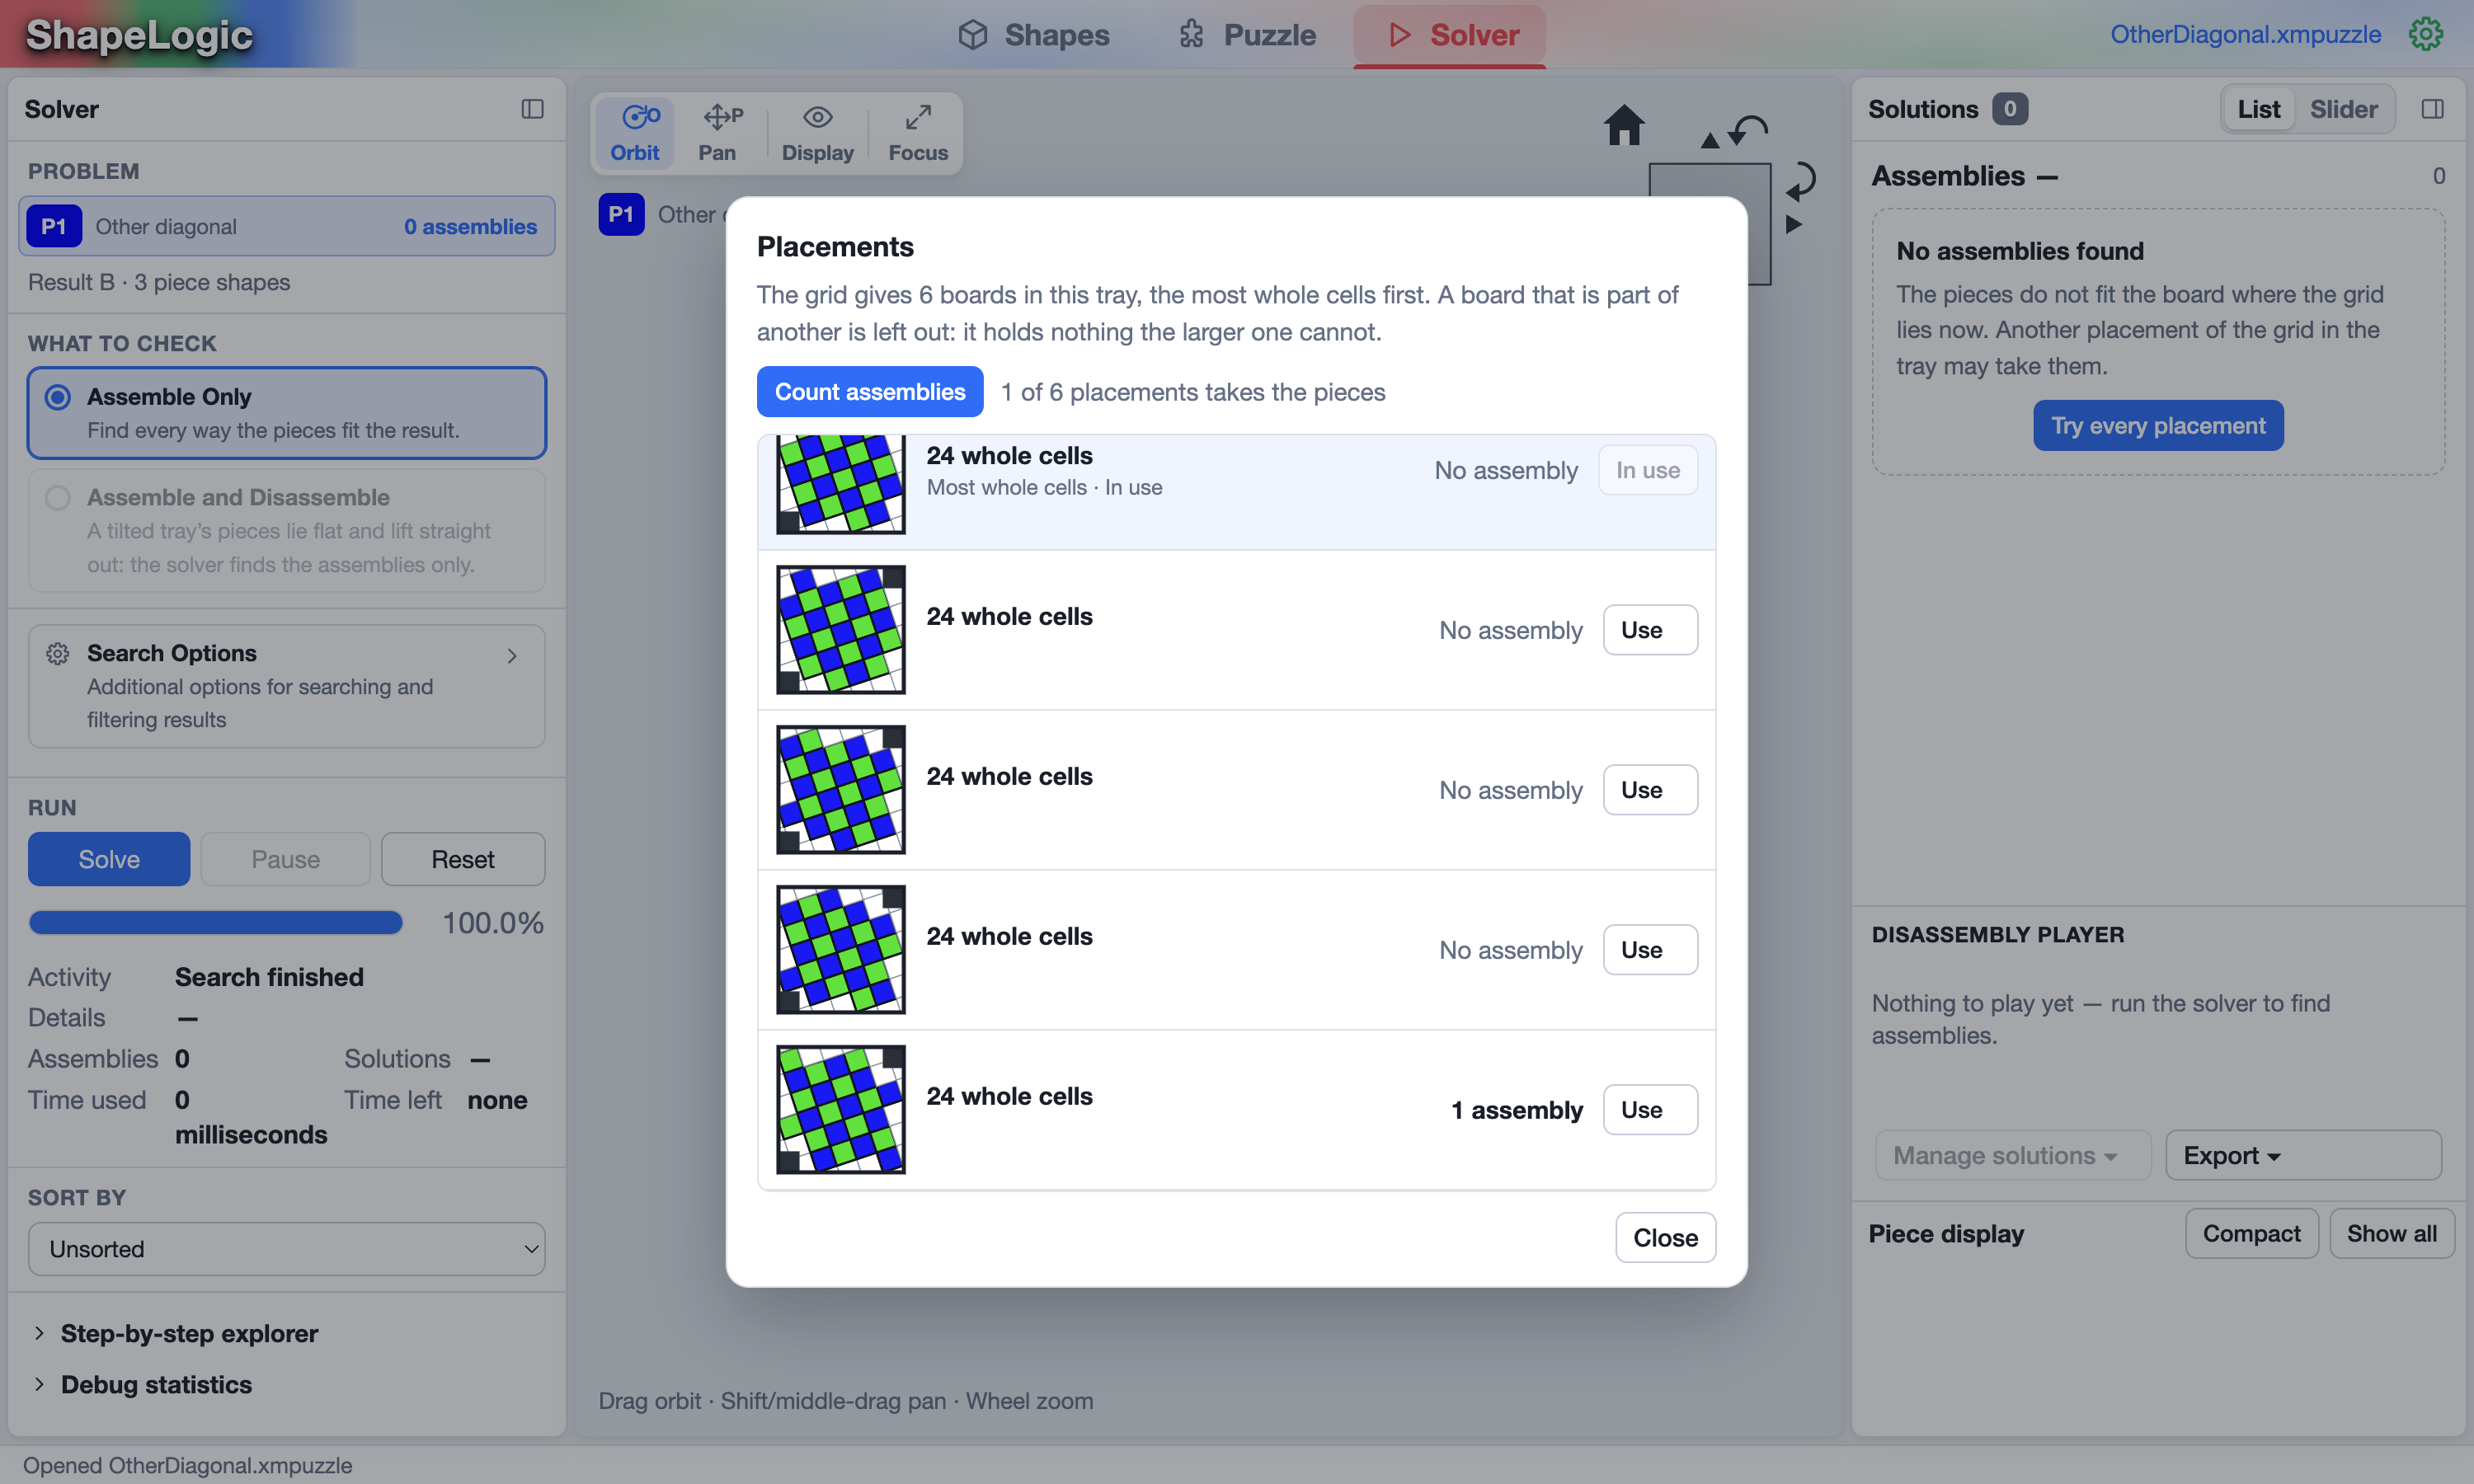 ShapeLogic
Shapes
Puzzle
Solver
OtherDiagonal.xmpuzzle
Solver
PROBLEM
P1 Other diagonal 0 assemblies
Result B · 3 piece shapes
WHAT TO CHECK
Assemble Only
Find every way the pieces fit the result.
Assemble and Disassemble
A tilted tray’s pieces lie flat and lift straight
out: the solver finds the assemblies only.
Search Options
Additional options for searching and
filtering results
RUN
Solve Pause Reset
100.0%
Activity Search finished
Details —
Assemblies 0 Solutions —
Time used 0 Time left none
milliseconds
SORT BY
Unsorted
Step-by-step explorer
Debug statistics
Opened OtherDiagonal.xmpuzzle
O P
Orbit Pan Display Focus
P1 Other
Placements
The grid gives 6 boards in this tray, the most whole cells first. A board that is part of
another is left out: it holds nothing the larger one cannot.
Count assemblies 1 of 6 placements takes the pieces
24 whole cells
Most whole cells · In use
No assembly In use
24 whole cells No assembly Use
24 whole cells No assembly Use
24 whole cells No assembly Use
24 whole cells 1 assembly Use
Close
Drag orbit · Shift/middle-drag pan · Wheel zoom
Solutions 0 List Slider
Assemblies — 0
No assemblies found
The pieces do not fit the board where the grid
lies now. Another placement of the grid in the
tray may take them.
Try every placement
DISASSEMBLY PLAYER
Nothing to play yet — run the solver to find
assemblies.
Manage solutions Export
Piece display Compact Show all